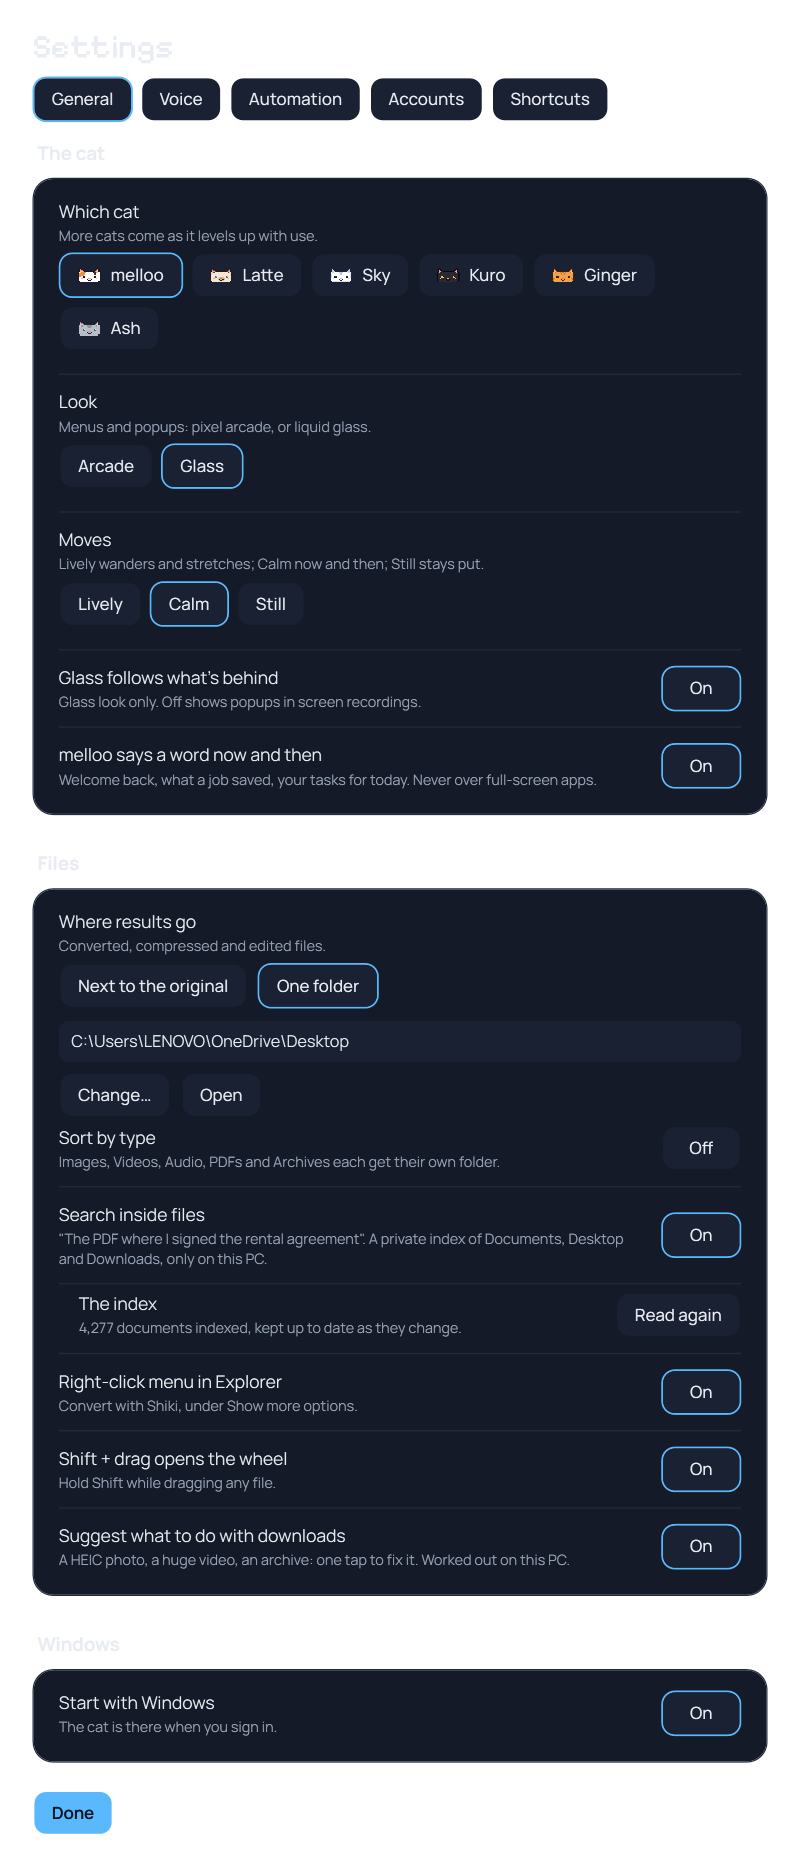 Settings
General
Voice
Automation
Accounts
Shortcuts
The cat
Which cat
More cats come as it levels up with use.
melloo
Latte
Sky
Kuro
Ginger
Ash
Look
Menus and popups: pixel arcade, or liquid glass.
Arcade
Glass
Moves
Lively wanders and stretches; Calm now and then; Still stays put.
Lively
Calm
Still
Glass follows what's behind
Glass look only. Off shows popups in screen recordings.
On
melloo says a word now and then
Welcome back, what a job saved, your tasks for today. Never over full-screen apps.
On
Files
Where results go
Converted, compressed and edited files.
Next to the original
One folder
C:\Users\LENOVO\OneDrive\Desktop
Change...
Open
Sort by type
Images, Videos, Audio, PDFs and Archives each get their own folder.
Off
Search inside files
"The PDF where I signed the rental agreement". A private index of Documents, Desktop
and Downloads, only on this PC.
On
The index
4,277 documents indexed, kept up to date as they change.
Read again
Right-click menu in Explorer
Convert with Shiki, under Show more options.
On
Shift + drag opens the wheel
Hold Shift while dragging any file.
On
Suggest what to do with downloads
A HEIC photo, a huge video, an archive: one tap to fix it. Worked out on this PC.
On
Windows
Start with Windows
The cat is there when you sign in.
On
Done